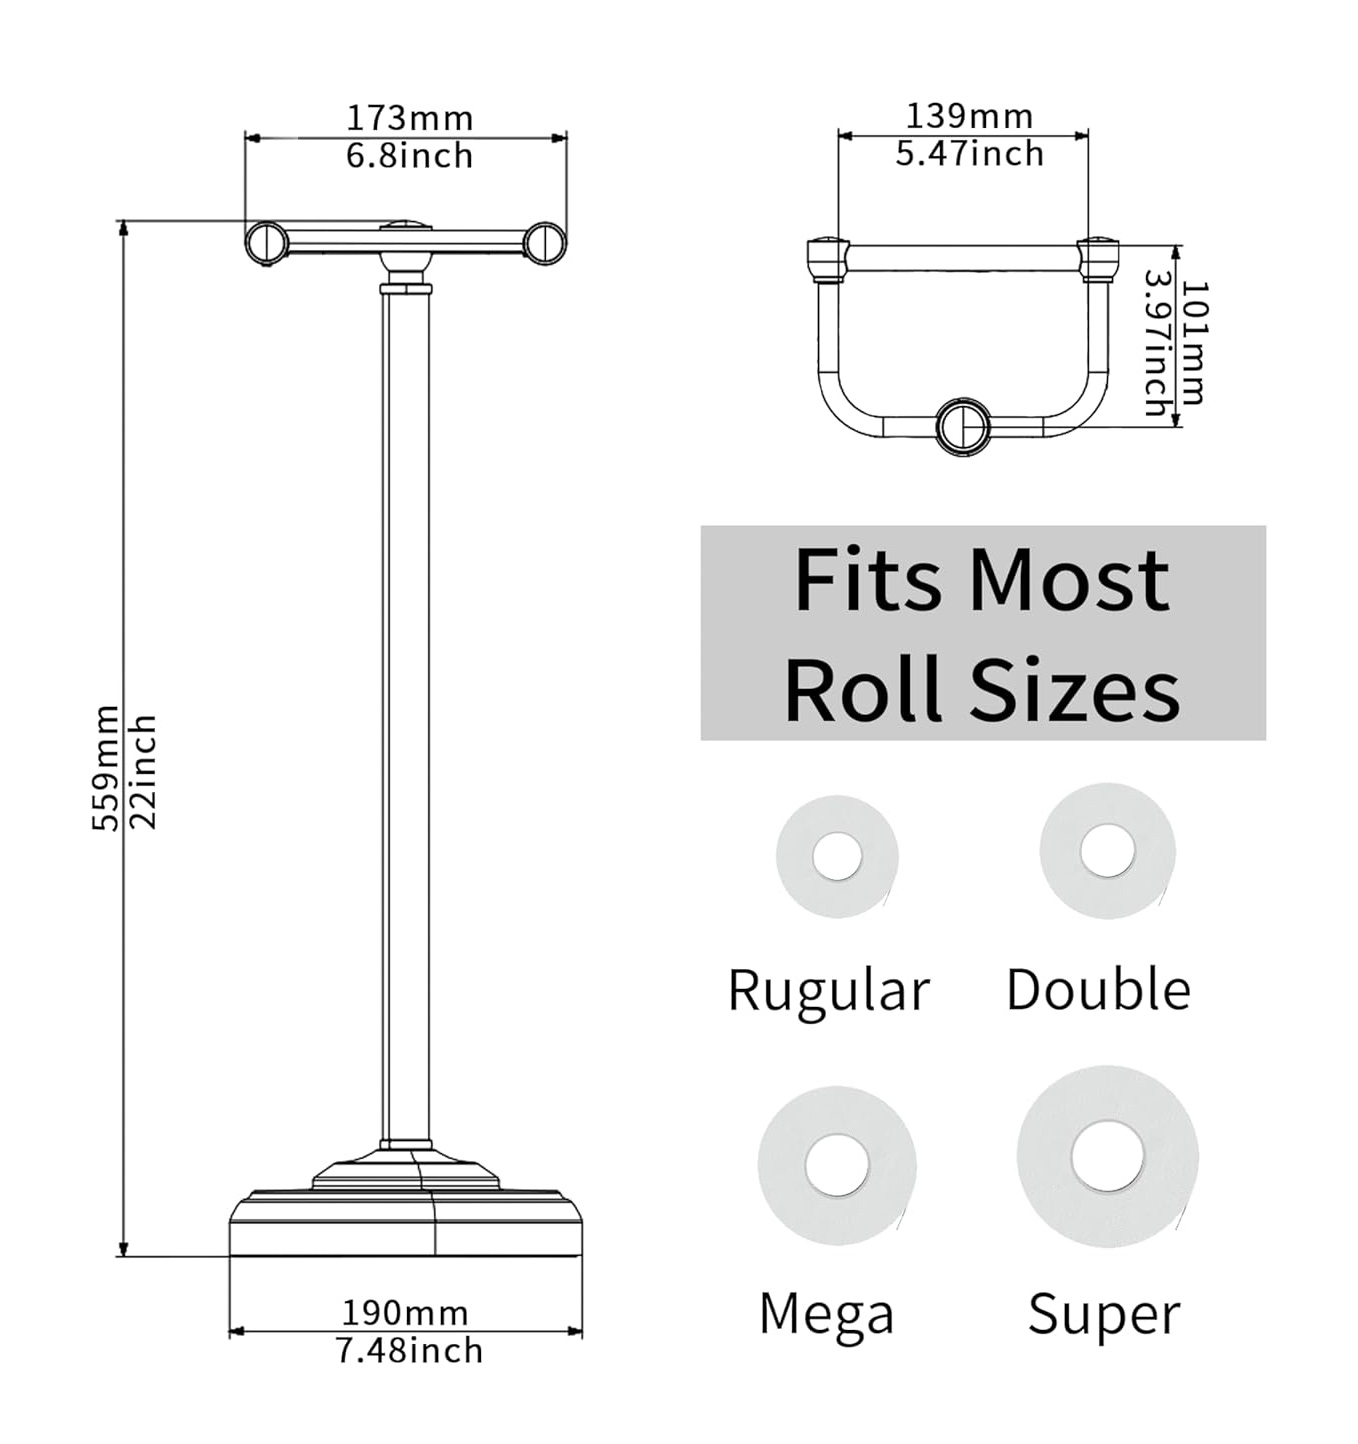 173mm
6.8inch
139mm
5.47inch
101mm
3.97inch
559mm
22inch
Fits Most
Roll Sizes
Rugular
Double
Mega
Super
190mm
7.48inch